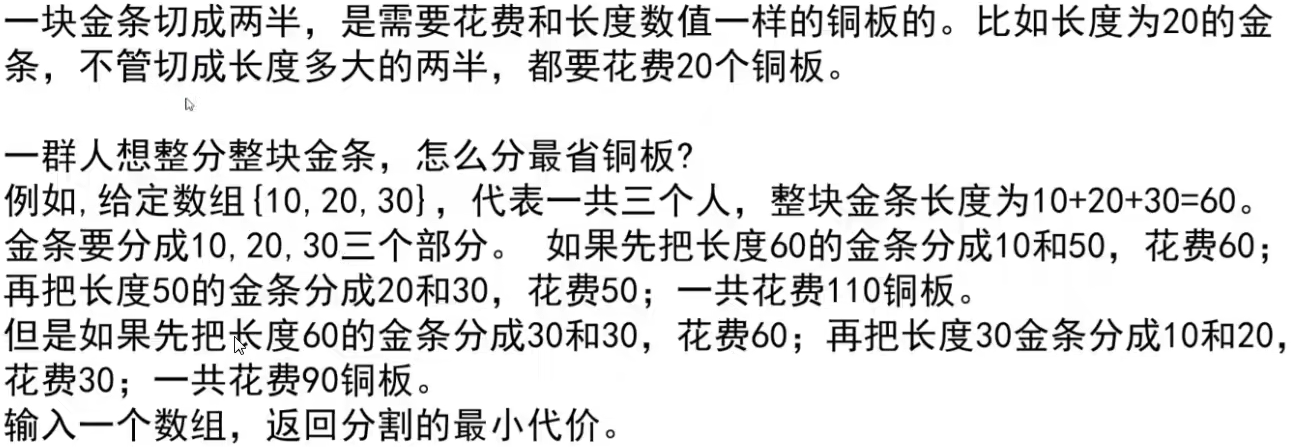 一块金条切成两半，是需要花费和长度数值一样的铜板的。比如长度为20的金
条，不管切成长度多大的两半，都要花费20个铜板。
一群人想整分整块金条，怎么分最省铜板?
例如,给定数组{10,20,30}，代表一共三个人，整块金条长度为10+20+30=60。
金条要分成10,20,30三个部分。 如果先把长度60的金条分成10和50，花费60；
再把长度50的金条分成20和30，花费50；一共花费110铜板。
但是如果先把长度60的金条分成30和30，花费60；再把长度30金条分成10和20，
花费30；一共花费90铜板。
输入一个数组，返回分割的最小代价。